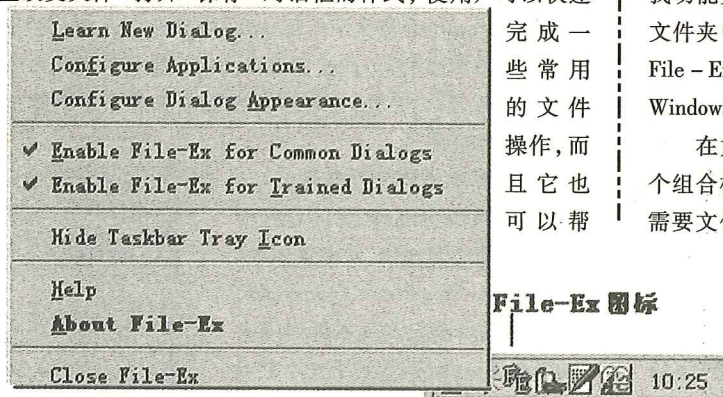 Learn New Dialog...
Configure Applications...
Configure Dialog Appearance...
Enable File-Ex for Common Dialogs
Enable File-Ex for Trained Dialogs
Hide Taskbar Tray Icon
Help
About File-Ex
Close File-Ex
完成一
些常用
的文件
操作,而
且它也
可以帮
File-Ex 图标
10:25
文件夹
File-E
Window
在
个组合
需要文